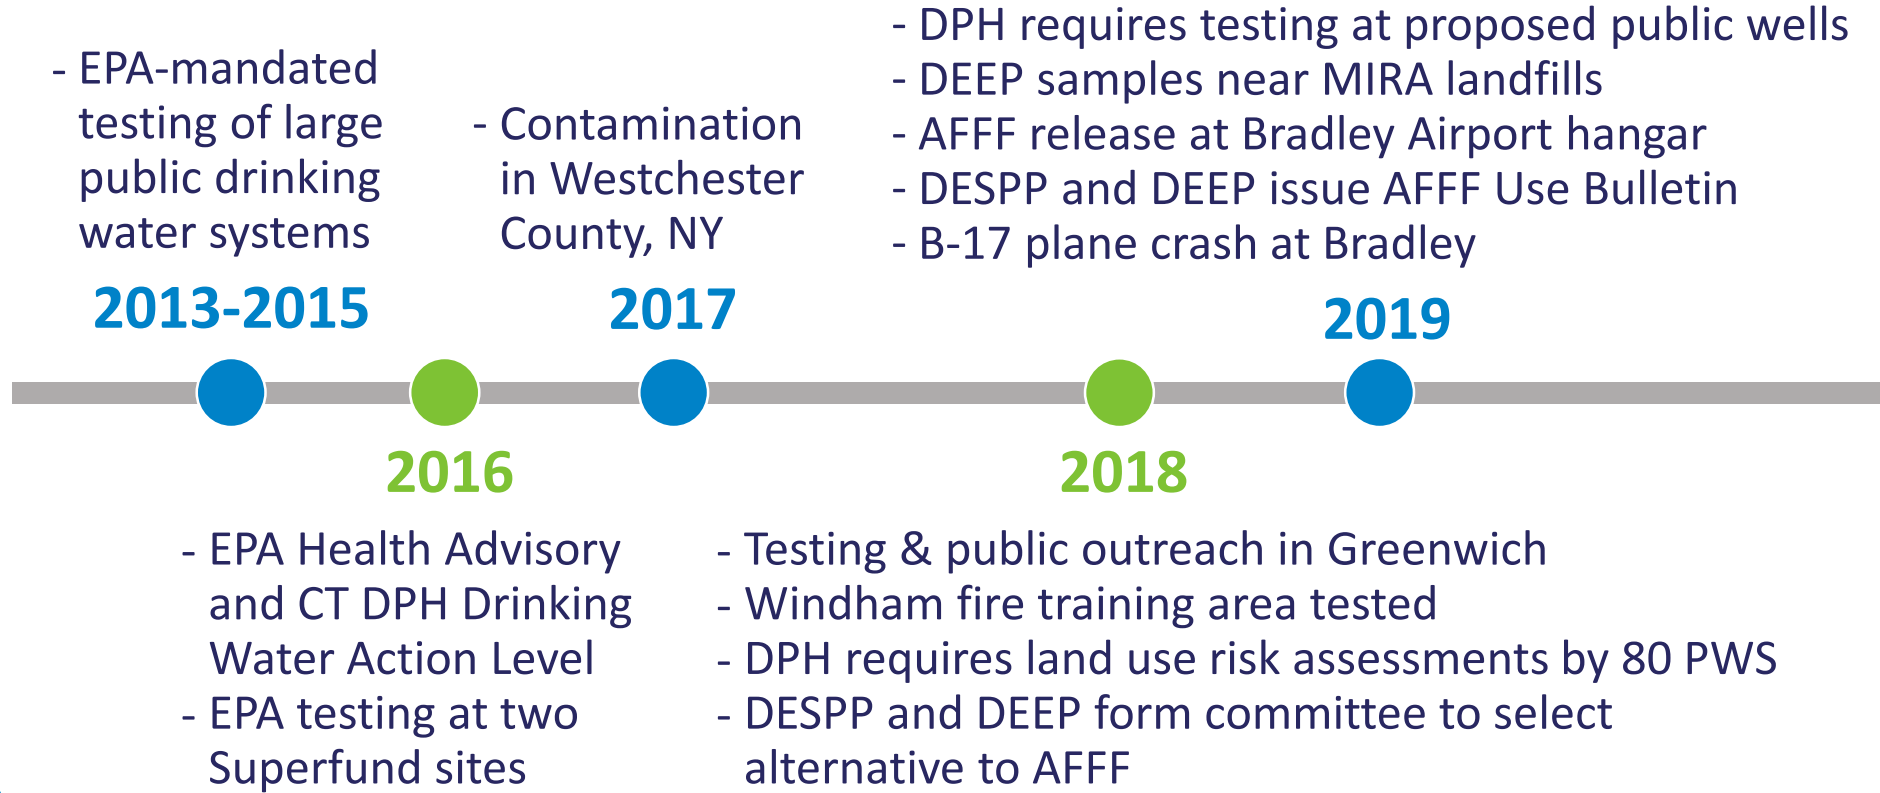 - EPA-mandated
testing of large
public drinking
water systems
2013-2015
- EPA Health Advisory
and CT DPH Drinking
Water Action Level
- EPA testing at two
Superfund sites
2016
- Contamination
in Westchester
County, NY
2017
2018
- Testing & public outreach in Greenwich
- Windham fire training area tested
- DPH requires land use risk assessments by 80 PWS
- DESPP and DEEP form committee to select
alternative to AFFF
- DPH requires testing at proposed public wells
- DEEP samples near MIRA landfills
- AFFF release at Bradley Airport hangar
- DESPP and DEEP issue AFFF Use Bulletin
- B-17 plane crash at Bradley
2019